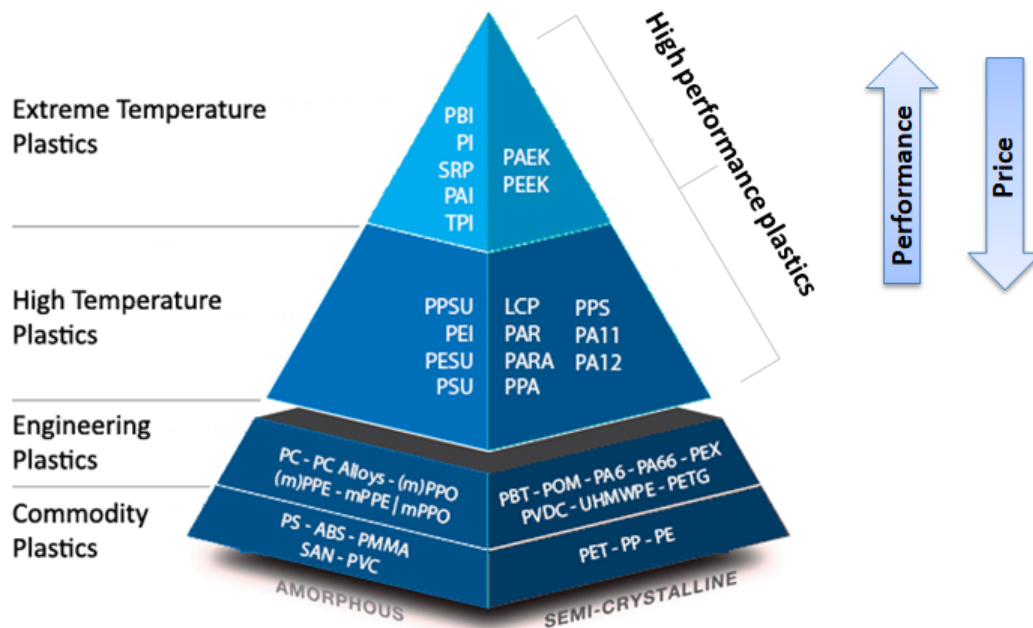 Extreme Temperature
Plastics
PBI
PI
SRP
PAI
TPI
PAEK
PEEK
High performance plastics
Performance
Price
High Temperature
Plastics
PPSU
PEI
PESU
PSU
LCP
PAR
PARA
PPA
PPS
PA11
PA12
Engineering
Plastics
PC - PC Alloys - (m)PPO
(m)PPE - mPPE | mPPO
PBT - POM - PA6 - PA66 - PEX
PVDC - UHMWPE - PETG
Commodity
Plastics
PS - ABS - PMMA
SAN - PVC
PET - PP - PE
AMORPHOUS
SEMI-CRYSTALLINE